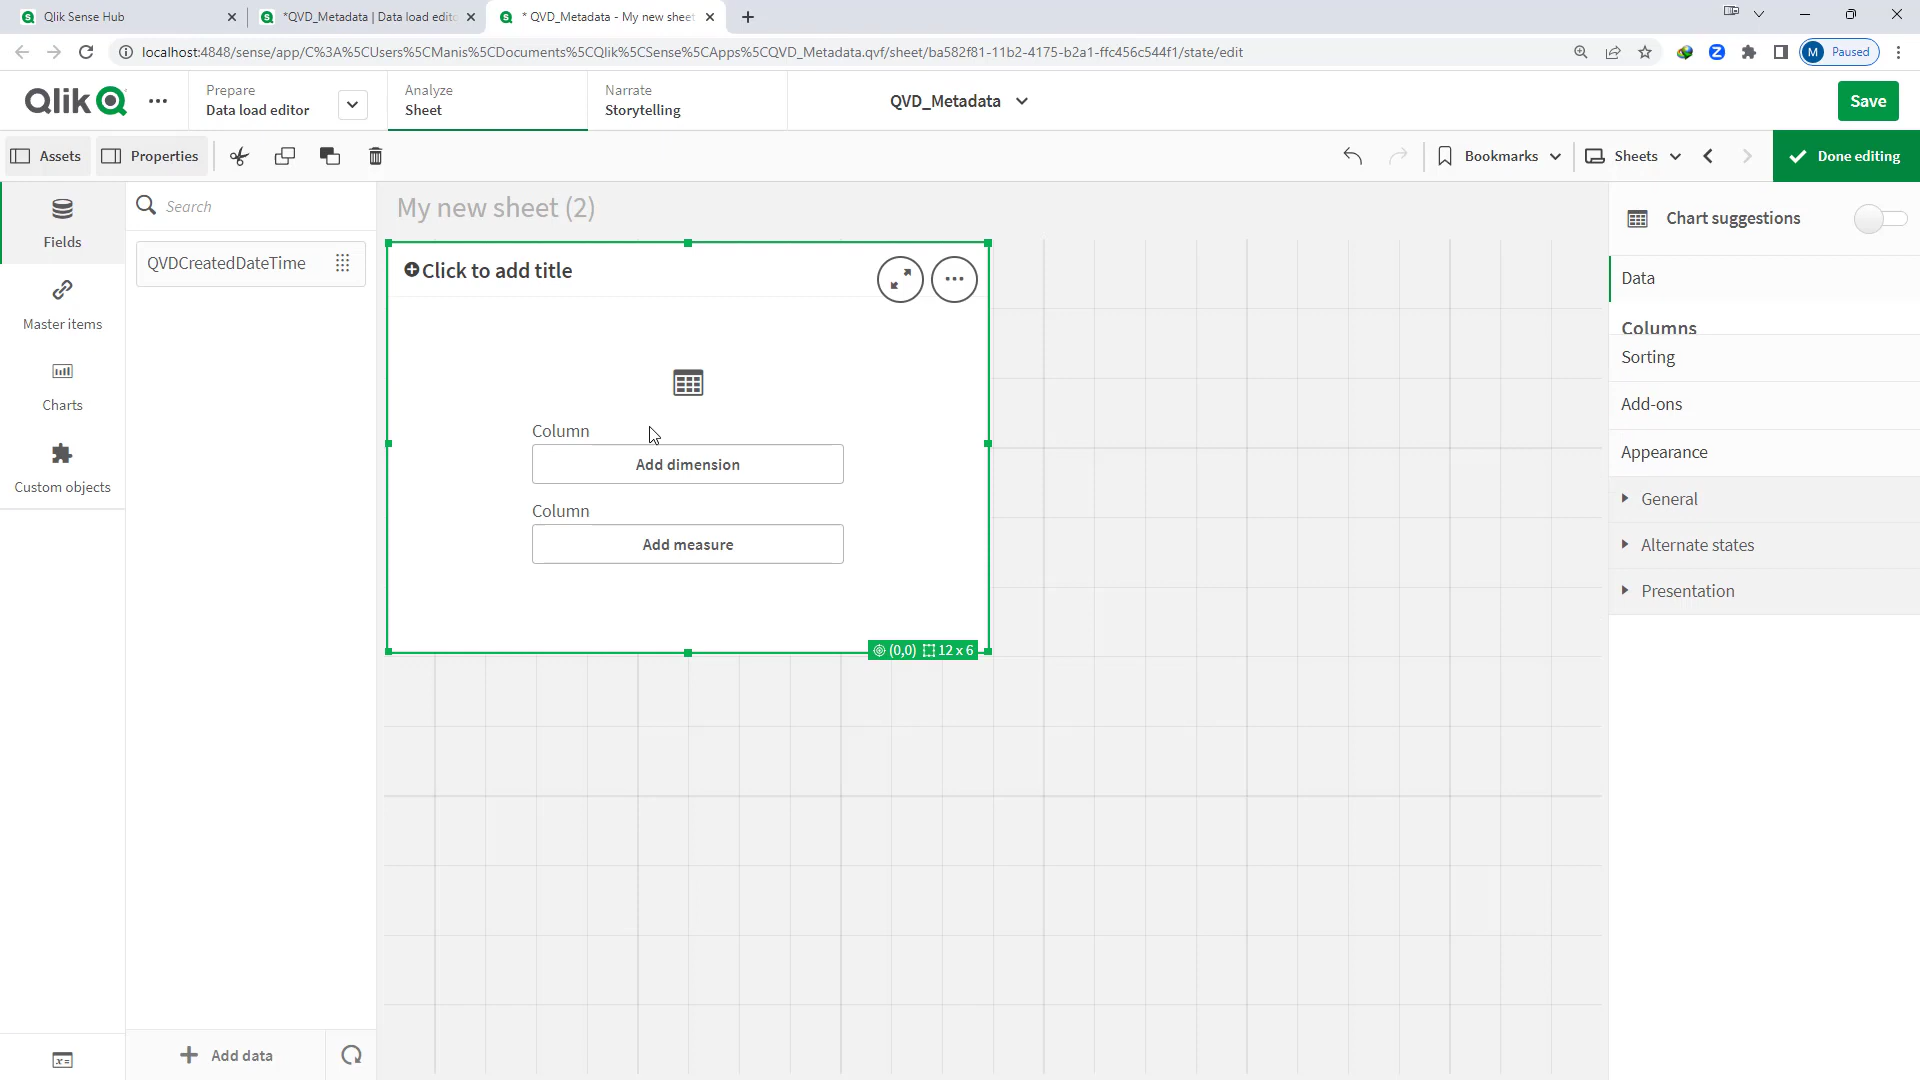 Qlik Sense Hub
*QVD_Metadata | Data load edito
* QVD_Metadata - My new sheet
localhost:4848/sense/app/C%3A%5CUsers%5CManis%5CDocuments%5CQlik%5CSense%5CApps%5CQVD_Metadata.qvf/sheet/ba582f81-11b2-4175-b2a1-ffc456c544f1/state/edit
M Paused
Qlik
Prepare
Data load editor
Analyze
Sheet
Narrate
Storytelling
QVD_Metadata
Save
Assets
Properties
Bookmarks
Sheets
Done editing
Fields
Master items
Charts
Custom objects
Search
QVDCreatedDateTime
Add data
My new sheet (2)
Click to add title
Column
Add dimension
Column
Add measure
(0,0) 12 x 6
Chart suggestions
Data
Columns
Sorting
Add-ons
Appearance
General
Alternate states
Presentation